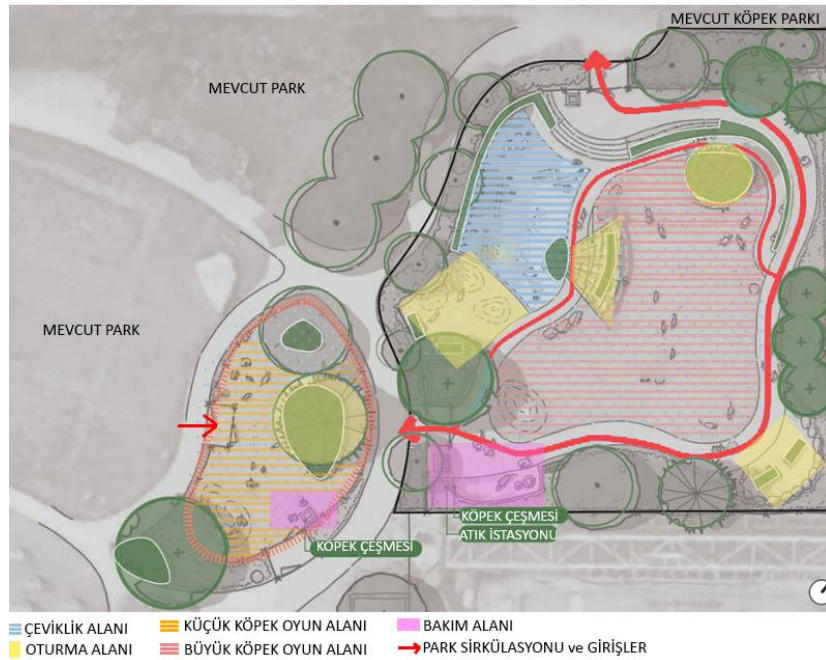 MEVCUT KÖPEK PARKI
MEVCUT PARK
MEVCUT PARK
KÖPEK ÇEŞMESİ
ATIK İSTASYONU
KÖPEK ÇEŞMESİ
ÇEVİKLİK ALANI
KÜÇÜK KÖPEK OYUN ALANI
BAKIM ALANI
OTURMA ALANI
BÜYÜK KÖPEK OYUN ALANI
PARK SİRKÜLASYONU ve GİRİŞLER